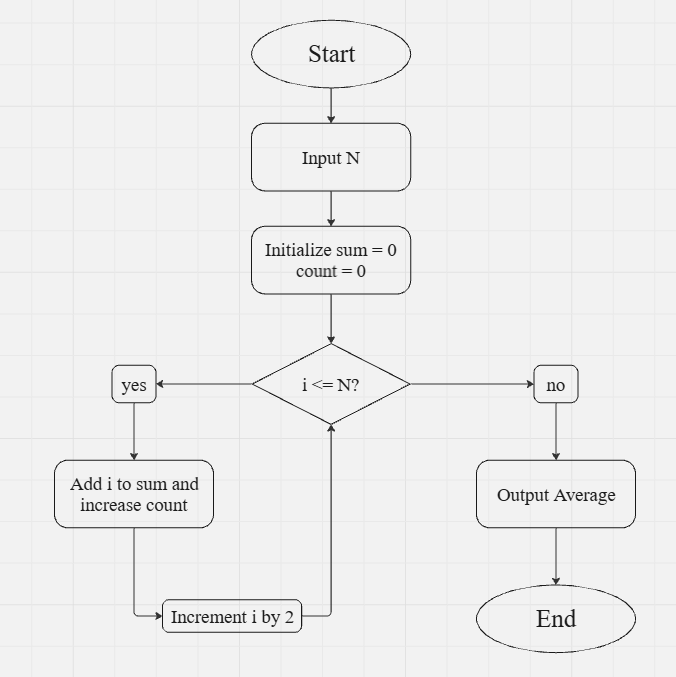 Start
Input N
Initialize sum = 0
count = 0
i <= N?
yes
no
Add i to sum and
increase count
Output Average
Increment i by 2
End